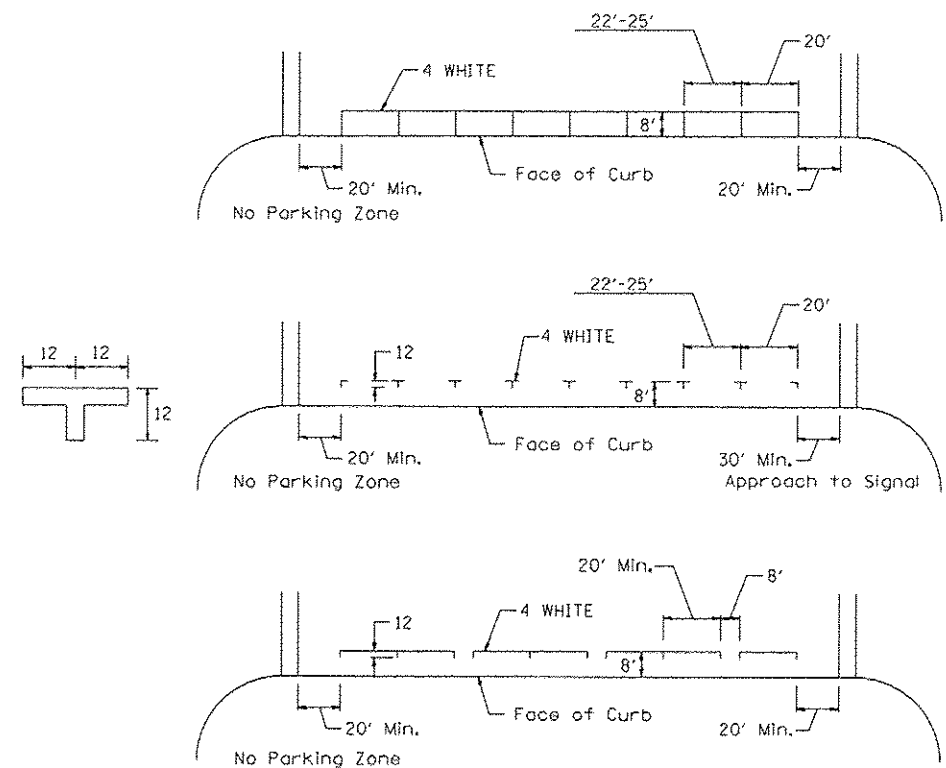 22'-25'
20'
4 WHITE
8'
Face of Curb
20' Min.
20' Min.
No Parking Zone
22'-25'
20'
12 12
12
4 WHITE
12
8'
Face of Curb
20' Min.
30' Min.
No Parking Zone
Approach to Signal
20' Min.
8'
12
4 WHITE
8'
Face of Curb
20' Min.
20' Min.
No Parking Zone